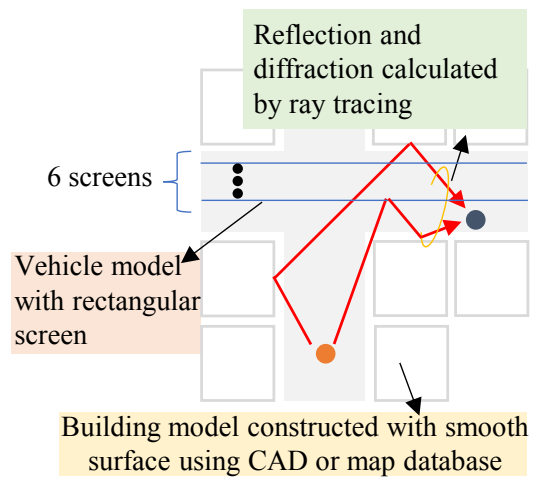 Reflection and
diffraction calculated
by ray tracing
6 screens
Vehicle model
with rectangular
screen
Building model constructed with smooth
surface using CAD or map database